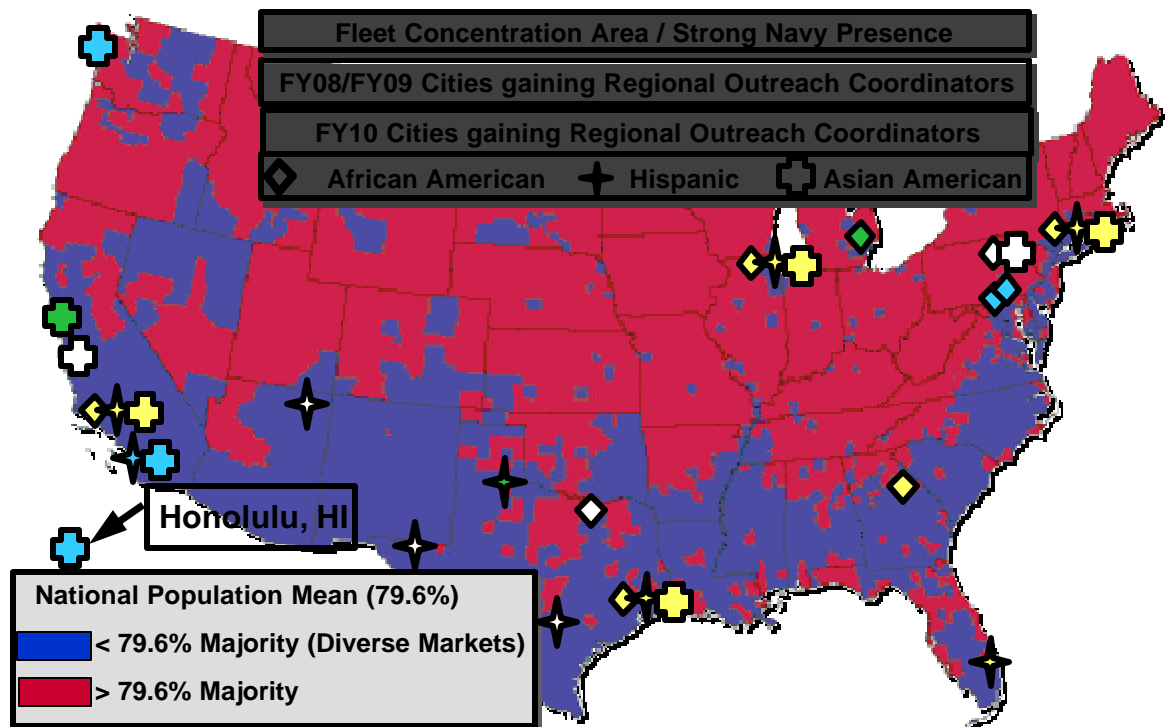 Fleet Concentration Area / Strong Navy Presence
FY08/FY09 Cities gaining Regional Outreach Coordinators
FY10 Cities gaining Regional Outreach Coordinators
African American Hispanic Asian American
Honolulu, HI
National Population Mean (79.6%)
< 79.6% Majority (Diverse Markets)
> 79.6% Majority